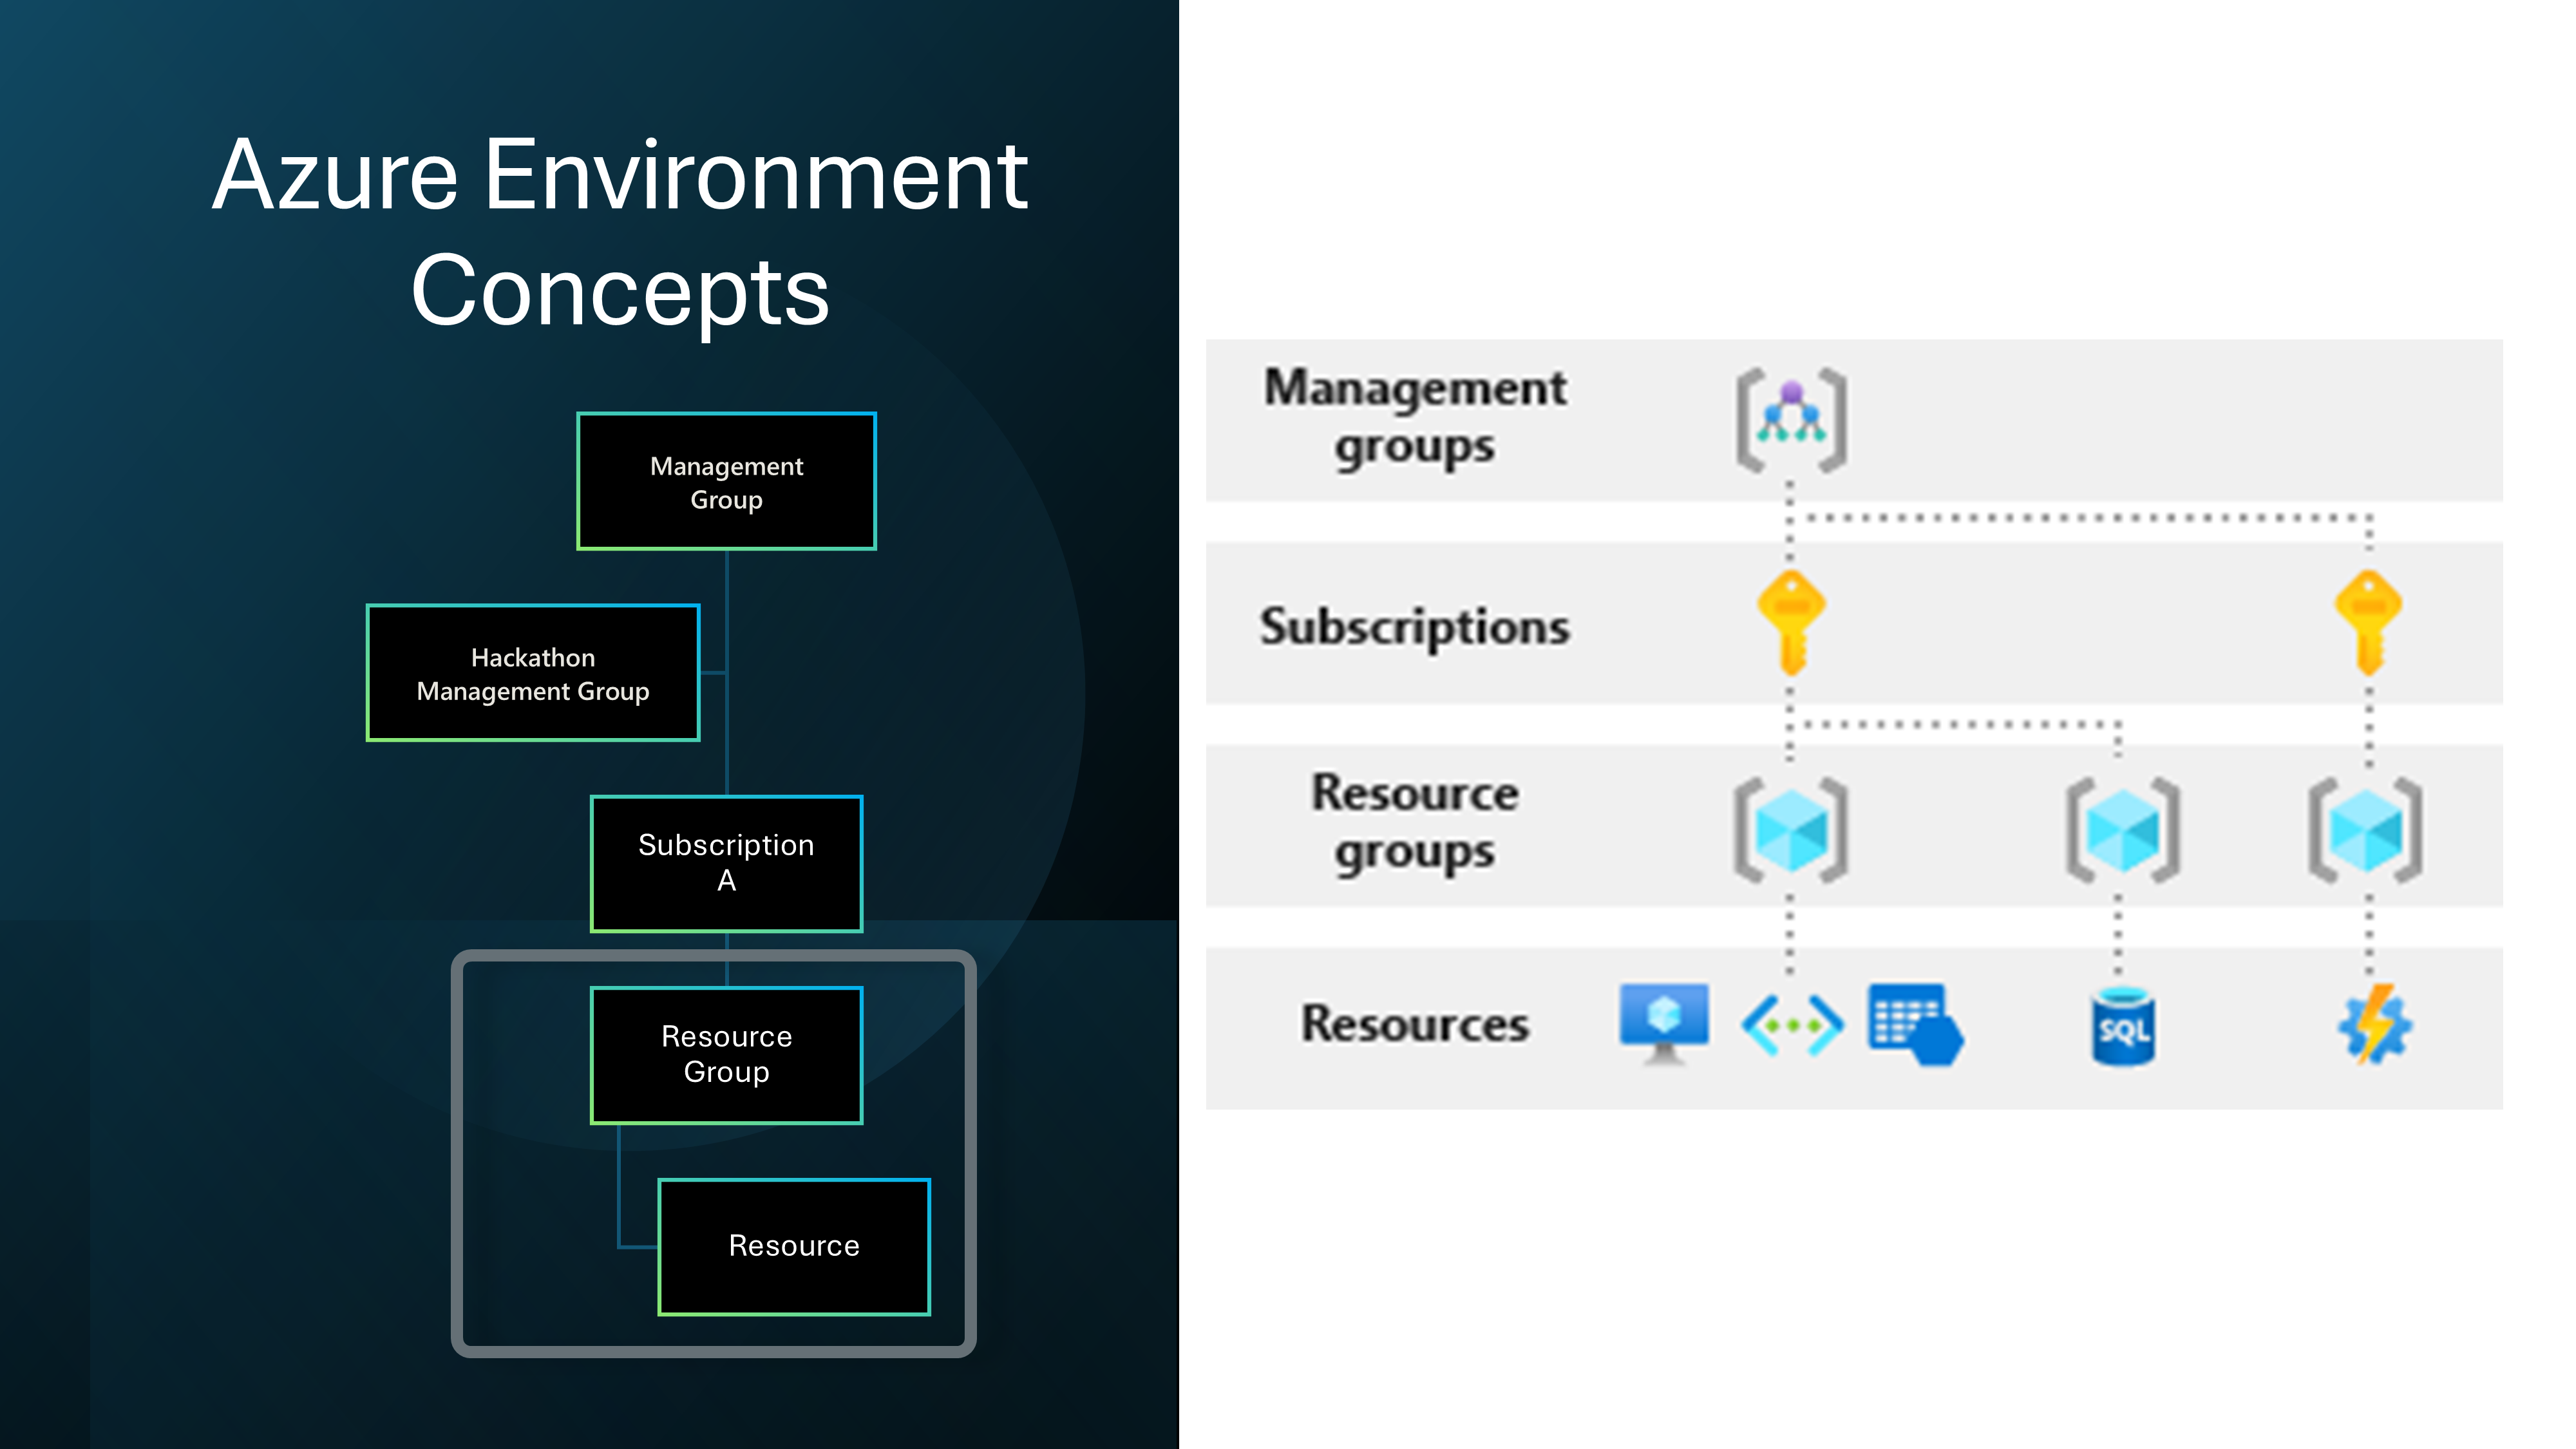 Azure Environment
Concepts
Management
Group
Hackathon
Management Group
Subscription
A
Resource
Group
Resource
Management
groups
Subscriptions
Resource
groups
Resources
SQL